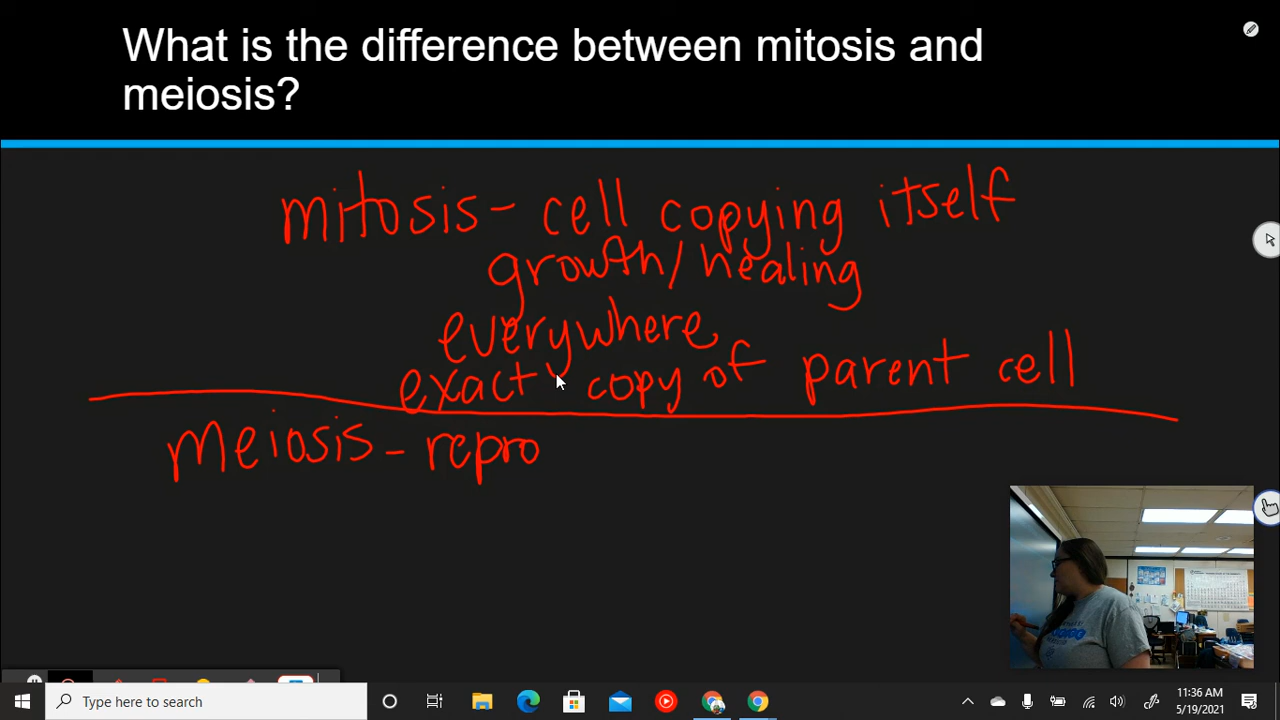 What is the difference between mitosis and
meiosis?
mitosis- cell copying itself
growth/healing
everywhere
exact copy of parent cell
meiosis- repro
Type here to search
11:36 AM
5/19/2021